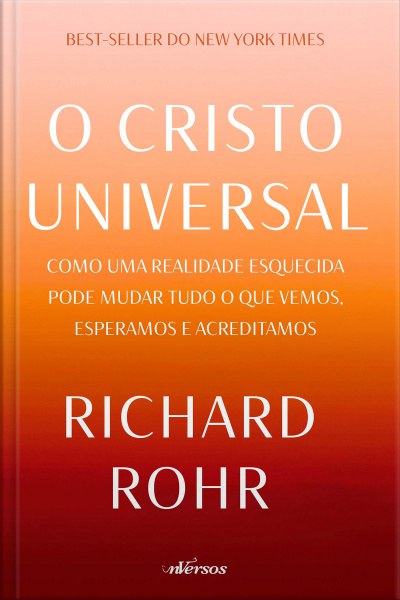 BEST-SELLER DO NEW YORK TIMES
O CRISTO
UNIVERSAL
COMO UMA REALIDADE ESQUECIDA
PODE MUDAR TUDO O QUE VEMOS,
ESPERAMOS E ACREDITAMOS
RICHARD
ROHR
nVersos